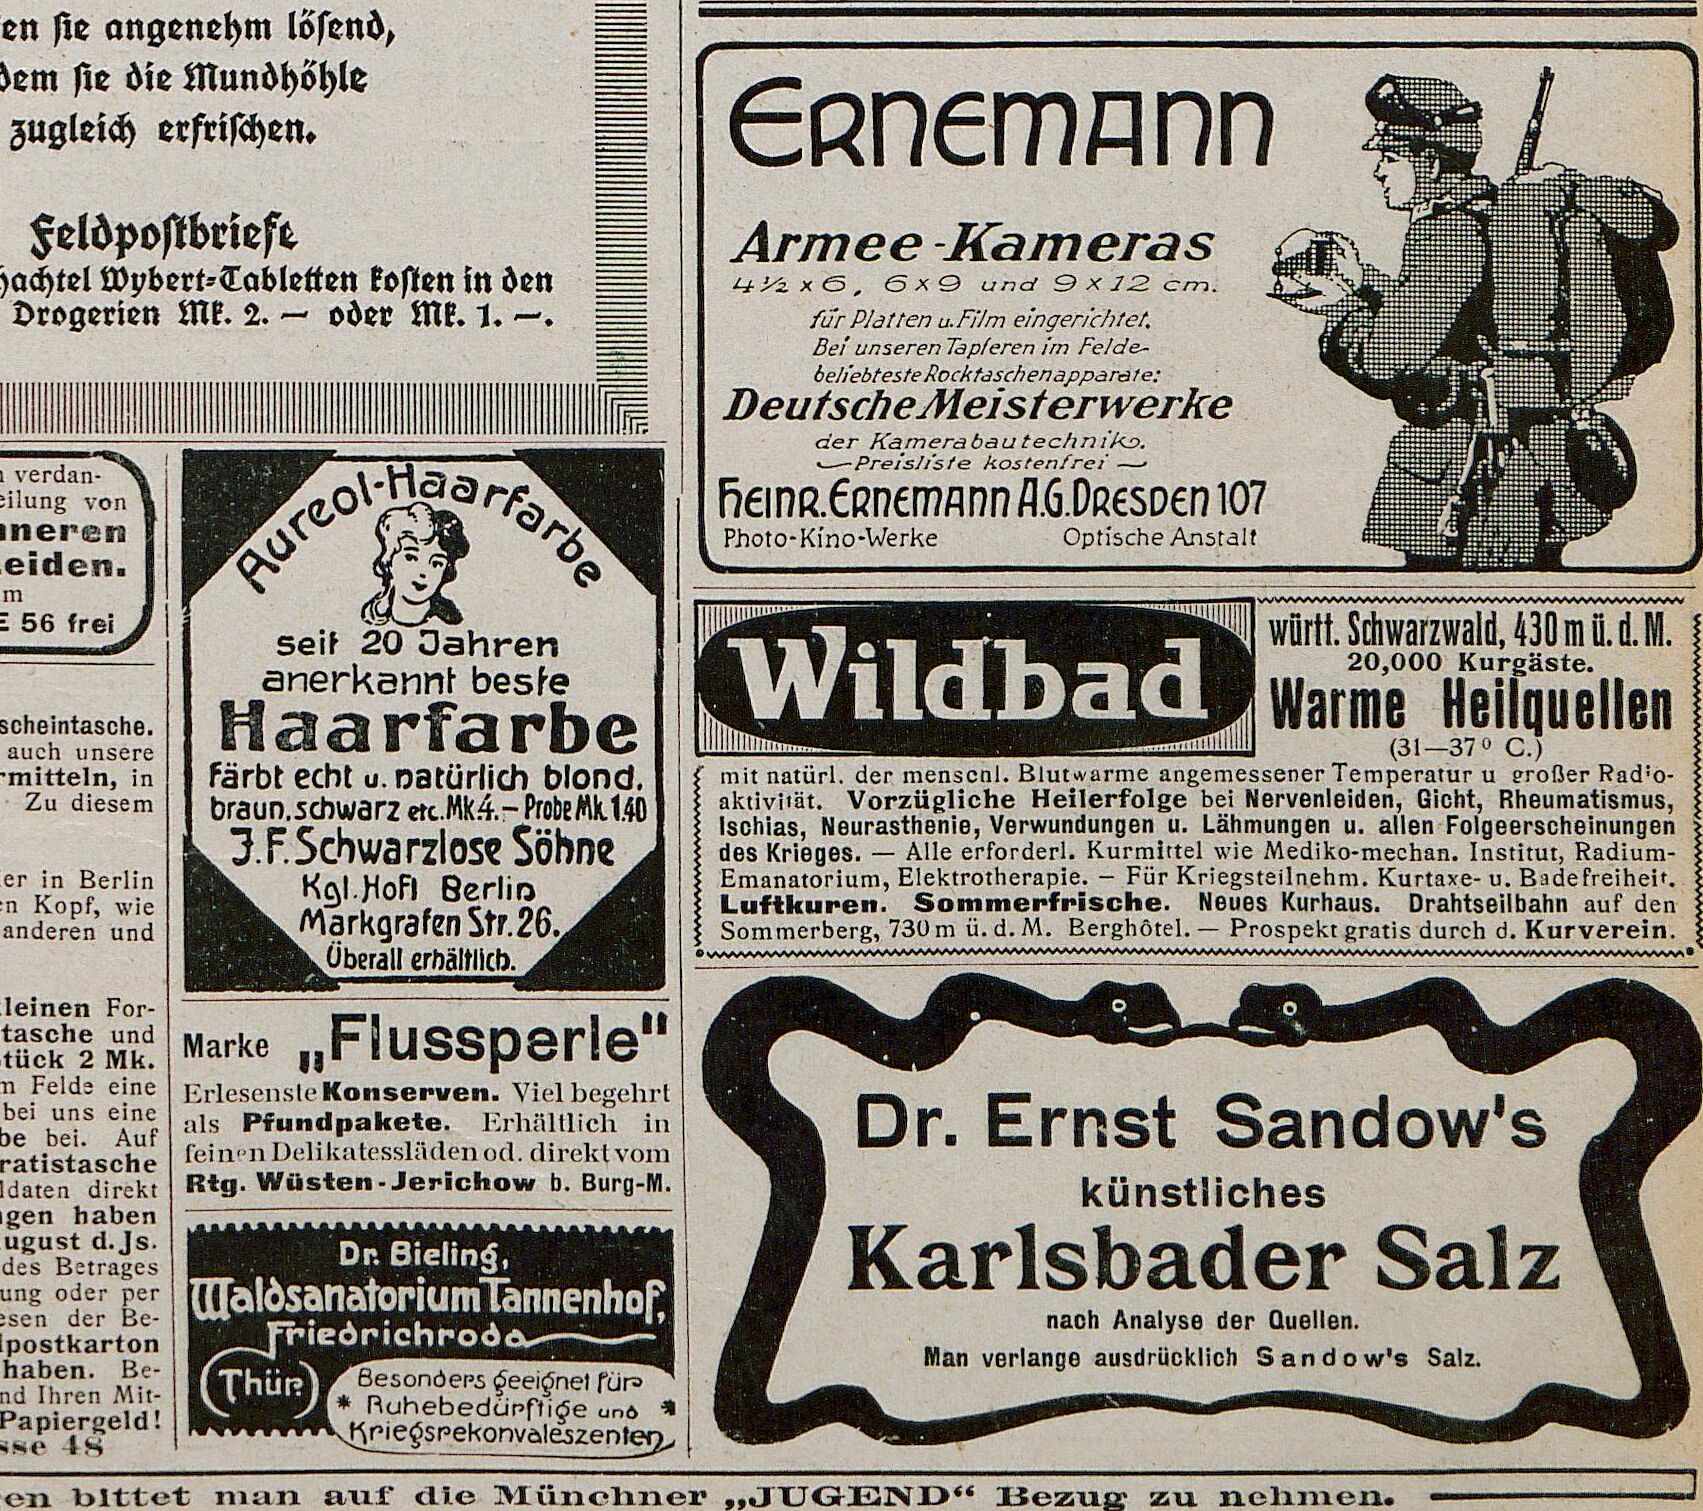 en sie angenehm lösend,
dem sie die Mundhöhle
zugleich erfrischen.
Feldpostbriefe
Wybert-Tabletten kosten in den
Drogerien Mk. 2. — oder Mk. 1. —.
verdan-
eilung von
nneren
Leiden.
m
E 56 frei
scheintasche.
auch unsere
rmitteln, in
Zu diesem
er in Berlin
en Kopf, wie
anderen und
kleinen For-
tasche und
Stück 2 Mk.
m Felde eine
bei uns eine
be bei. Auf
ratistasche
ldaten direkt
ngen haben
ugust d. Js.
des Betrages
ung oder per
esen der Be-
dpostkarton
haben. Be-
nd Ihren Mit-
Papiergeld!
sse 48
Aureol-Haarfarbe
seit 20 Jahren
anerkannt beste
Haarfarbe
färbt echt u. natürlich blond,
braun, schwarz etc. Mk. 4.– Probe Mk. 1.40
J. F. Schwarzlose Söhne
Kgl. Hofl Berlin
Markgrafen Str. 26.
Überall erhältlich.
Marke „Flussperle"
Erlesenste Konserven. Viel begehrt
als Pfundpakete. Erhältlich in
feinen Delikatessläden od. direkt vom
Rtg. Wüsten-Jerichow b. Burg-M.
Dr. Bieling,
Waldsanatorium Tannenhof,
Friedrichroda
(Thür.)
Besonders geeignet für
* Ruhebedürftige und *
Kriegsrekonvaleszenten
ERNEMANN
Armee-Kameras
4½ x 6, 6 x 9 und 9 x 12 cm.
für Platten u. Film eingerichtet.
Bei unseren Tapferen im Felde
beliebteste Rocktaschenapparate:
Deutsche Meisterwerke
der Kamerabautechnik.
—Preisliste kostenfrei—
HEINR. ERNEMANN A.G. DRESDEN 107
Photo-Kino-Werke Optische Anstalt
Wildbad
württ. Schwarzwald, 430 m ü. d. M.
20,000 Kurgäste.
Warme Heilquellen
(31—37° C.)
mit natürl. der menschl. Blutwärme angemessener Temperatur u großer Radio-
aktivität. Vorzügliche Heilerfolge bei Nervenleiden, Gicht, Rheumatismus,
Ischias, Neurasthenie, Verwundungen u. Lähmungen u. allen Folgeerscheinungen
des Krieges. — Alle erforderl. Kurmittel wie Mediko-mechan. Institut, Radium-
Emanatorium, Elektrotherapie. — Für Kriegsteilnehm. Kurtaxe- u. Badefreiheit.
Luftkuren. Sommerfrische. Neues Kurhaus. Drahtseilbahn auf den
Sommerberg, 730 m ü. d. M. Berghôtel. — Prospekt gratis durch d. Kurverein.
Dr. Ernst Sandow's
künstliches
Karlsbader Salz
nach Analyse der Quellen.
Man verlange ausdrücklich Sandow's Salz.
en bittet man auf die Münchner „JUGEND“ Bezug zu nehmen.